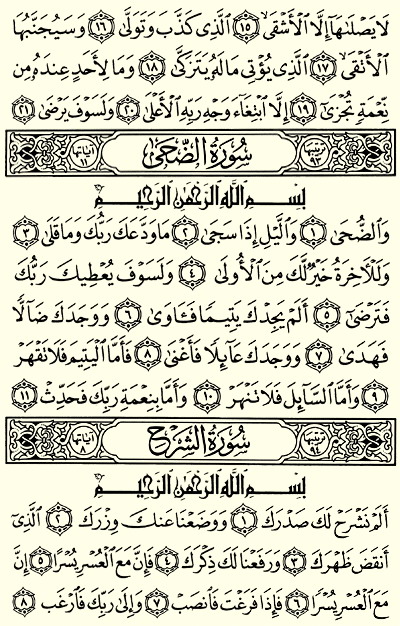 لَا يَصْلَىٰهَآ إِلَّا ٱلْأَشْقَى ١٥ ٱلَّذِى كَذَّبَ وَتَوَلَّىٰ ١٦ وَسَيُجَنَّبُهَا
ٱلْأَتْقَى ١٧ ٱلَّذِى يُؤْتِى مَالَهُۥ يَتَزَكَّىٰ ١٨ وَمَا لِأَحَدٍ عِندَهُۥ مِن
نِّعْمَةٍ تُجْزَىٰٓ ١٩ إِلَّا ٱبْتِغَآءَ وَجْهِ رَبِّهِ ٱلْأَعْلَىٰ ٢٠ وَلَسَوْفَ يَرْضَىٰ ٢١
ترتيبها ٩٣ سُورَةُ الضُّحَىٰ آياتها ١١
بِسْمِ ٱللَّهِ ٱلرَّحْمَٰنِ ٱلرَّحِيمِ
وَٱلضُّحَىٰ ١ وَٱلَّيْلِ إِذَا سَجَىٰ ٢ مَا وَدَّعَكَ رَبُّكَ وَمَا قَلَىٰ ٣
وَلَلْءَاخِرَةُ خَيْرٌ لَّكَ مِنَ ٱلْأُولَىٰ ٤ وَلَسَوْفَ يُعْطِيكَ رَبُّكَ
فَتَرْضَىٰٓ ٥ أَلَمْ يَجِدْكَ يَتِيمًا فَـَٔاوَىٰ ٦ وَوَجَدَكَ ضَآلًّا
فَهَدَىٰ ٧ وَوَجَدَكَ عَآئِلًا فَأَغْنَىٰ ٨ فَأَمَّا ٱلْيَتِيمَ فَلَا تَقْهَرْ
٩ وَأَمَّا ٱلسَّآئِلَ فَلَا تَنْهَرْ ١٠ وَأَمَّا بِنِعْمَةِ رَبِّكَ فَحَدِّثْ ١١
ترتيبها ٩٤ سُورَةُ الشَّرْحِ آياتها ٨
بِسْمِ ٱللَّهِ ٱلرَّحْمَٰنِ ٱلرَّحِيمِ
أَلَمْ نَشْرَحْ لَكَ صَدْرَكَ ١ وَوَضَعْنَا عَنكَ وِزْرَكَ ٢ ٱلَّذِىٓ
أَنقَضَ ظَهْرَكَ ٣ وَرَفَعْنَا لَكَ ذِكْرَكَ ٤ فَإِنَّ مَعَ ٱلْعُسْرِ يُسْرًا ٥ إِنَّ
مَعَ ٱلْعُسْرِ يُسْرًا ٦ فَإِذَا فَرَغْتَ فَٱنصَبْ ٧ وَإِلَىٰ رَبِّكَ فَٱرْغَب ٨